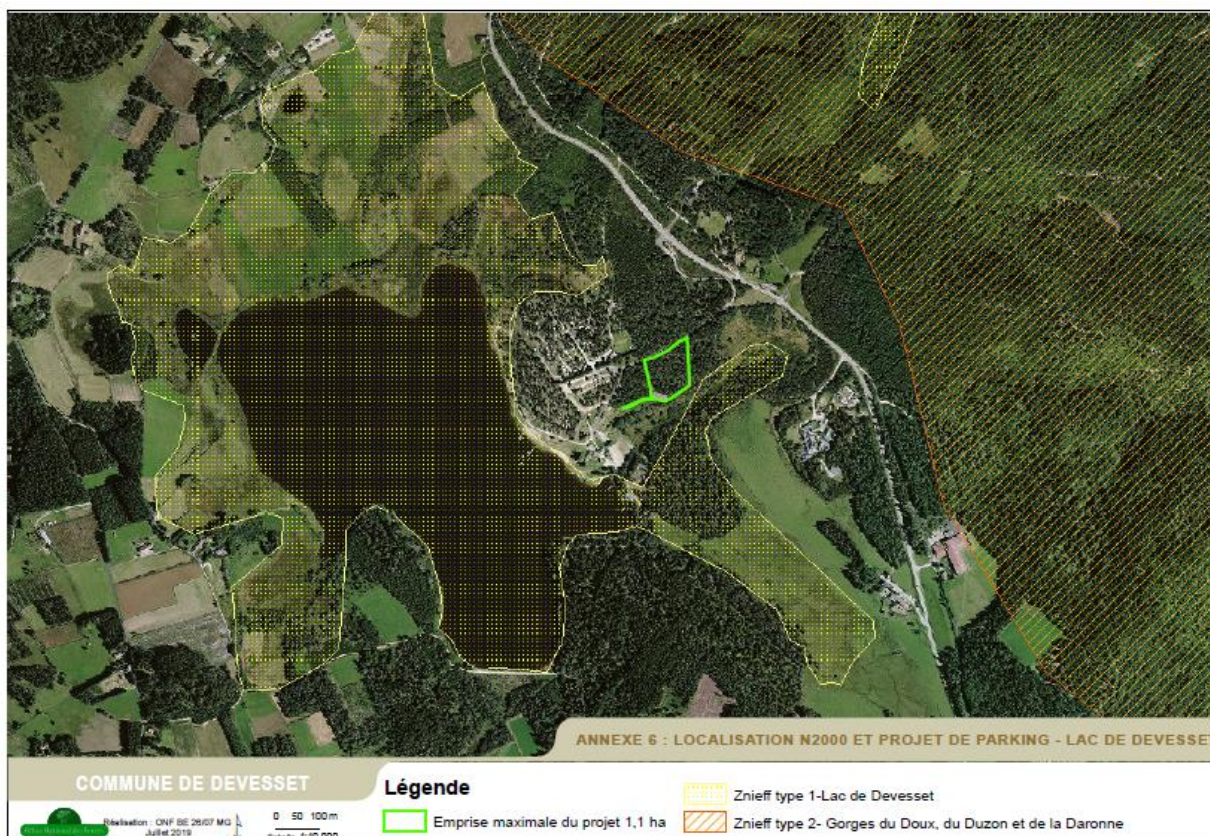 ANNEXE 6 : LOCALISATION N2000 ET PROJET DE PARKING - LAC DE DEVESSET
COMMUNE DE DEVESSET
Légende
Réalisation : ONF BE 26/07 MG
Juillet 2019
0 50 100 m
Emprise maximale du projet 1,1 ha
Znieff type 1-Lac de Devesset
Znieff type 2- Gorges du Doux, du Duzon et de la Daronne